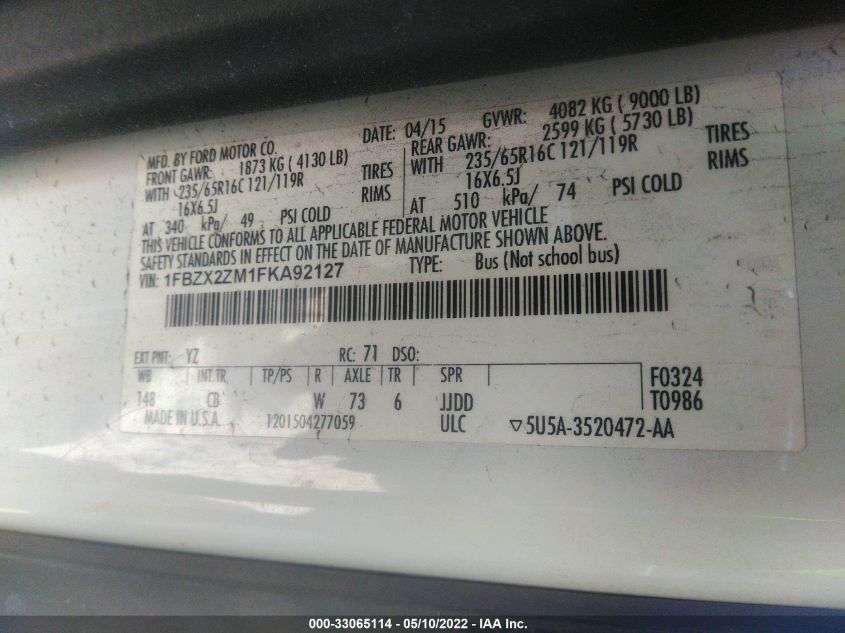 MFD. BY FORD MOTOR CO. DATE: 04/15 GVWR: 4082 KG ( 9000 LB)
FRONT GAWR: 1873 KG ( 4130 LB) REAR GAWR: 2599 KG ( 5730 LB)
WITH 235/65R16C 121/119R TIRES WITH 235/65R16C 121/119R TIRES
16X6.5J RIMS 16X6.5J RIMS
AT 340 kPa/ 49 PSI COLD AT 510 kPa/ 74 PSI COLD
THIS VEHICLE CONFORMS TO ALL APPLICABLE FEDERAL MOTOR VEHICLE
SAFETY STANDARDS IN EFFECT ON THE DATE OF MANUFACTURE SHOWN ABOVE.
VIN: 1FBZX2ZM1FKA92127 TYPE: Bus (Not school bus)
EXT PNT: YZ RC: 71 DSO:
WB INT TR TP/PS R AXLE TR SPR F0324
148 CB W 73 6 JJDD T0986
MADE IN U.S.A. 1201504277059 ULC ▽5U5A-3520472-AA
000-33065114 - 05/10/2022 - IAA Inc.